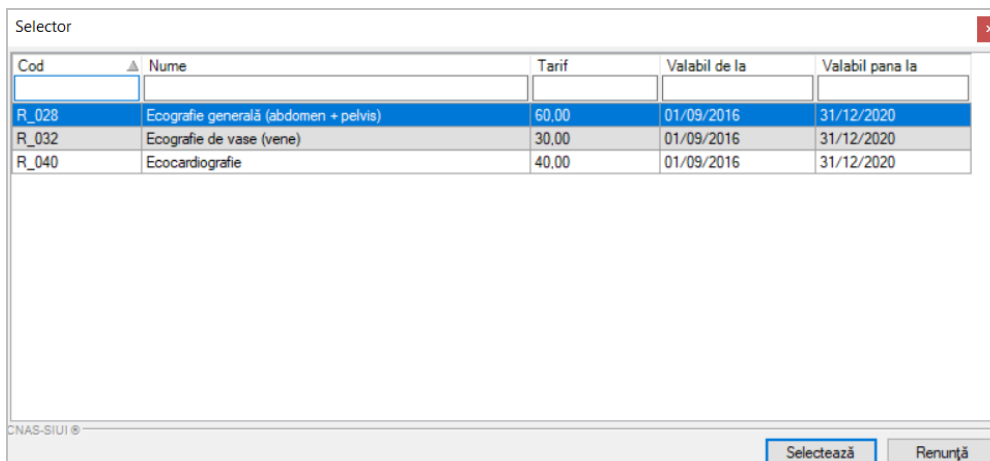 Selector
Cod Nume Tarif Valabil de la Valabil pana la
R_028 Ecografie generală (abdomen + pelvis) 60,00 01/09/2016 31/12/2020
R_032 Ecografie de vase (vene) 30,00 01/09/2016 31/12/2020
R_040 Ecocardiografie 40,00 01/09/2016 31/12/2020
CNAS-SIUI ®
Selectează Renunţă